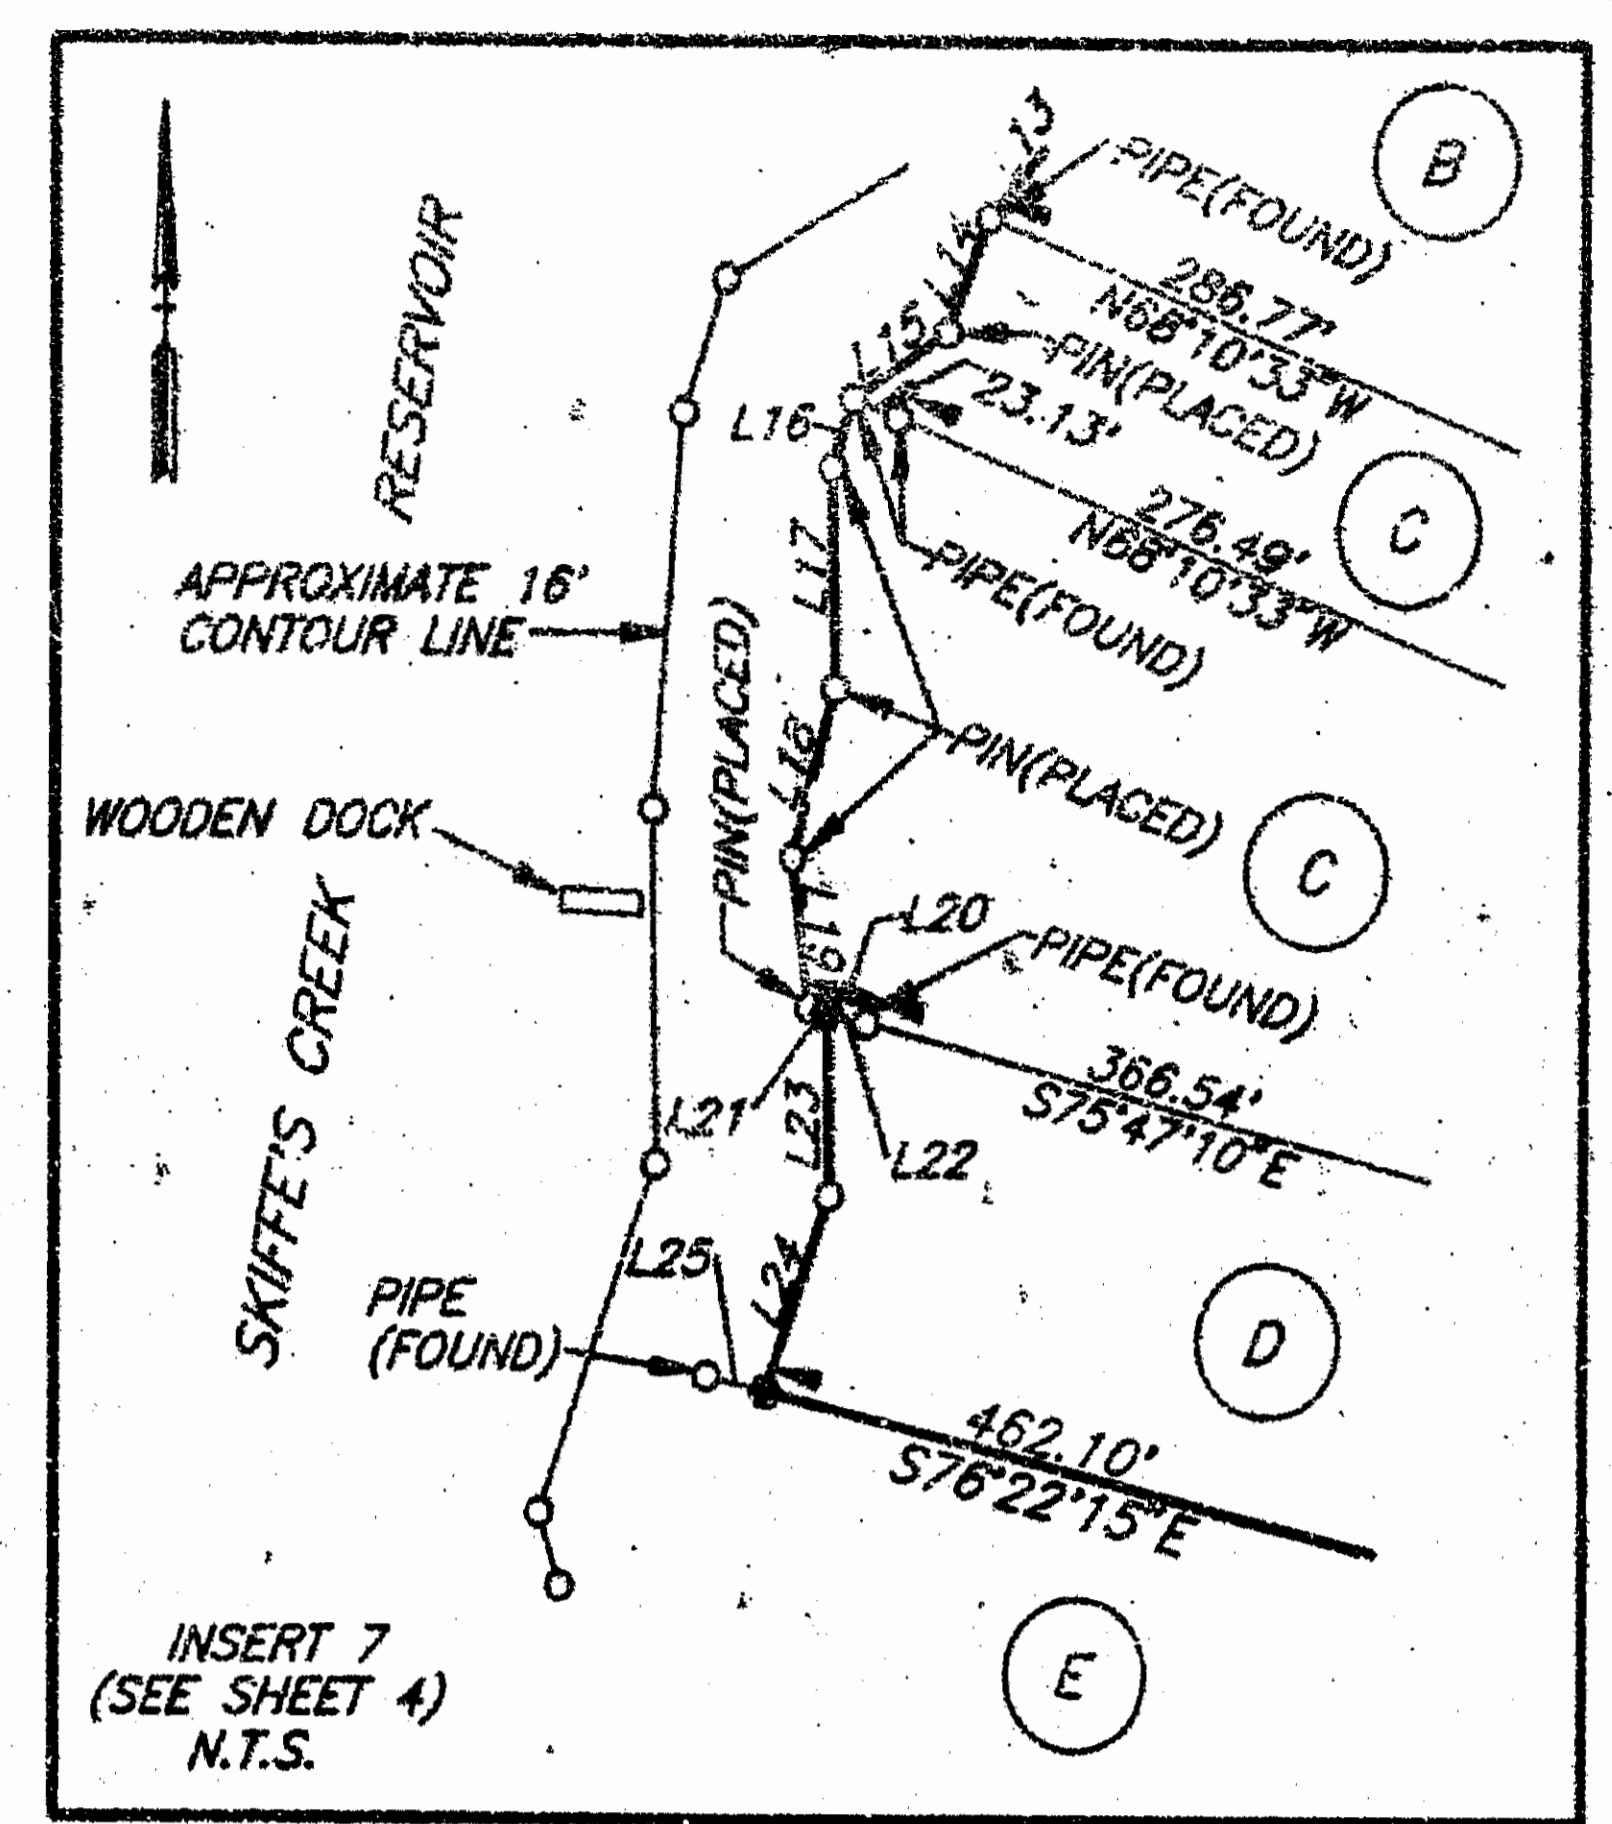 B
L13
PIPE(FOUND)
RESERVOIR
L14
286.77'
N68°10'33"W
L15
PIN(PLACED)
23.13'
L16
276.49'
N68°10'33"W
C
L17
PIPE(FOUND)
APPROXIMATE 16'
CONTOUR LINE
PIN(PLACED)
L18
PIN(PLACED)
C
WOODEN DOCK
L19
L20
PIPE(FOUND)
SKIFFE'S CREEK
366.54'
S75°47'10"E
L21
L23
L22
L25
L24
PIPE
(FOUND)
D
462.10'
S76°22'15"E
E
INSERT 7
(SEE SHEET 4)
N.T.S.